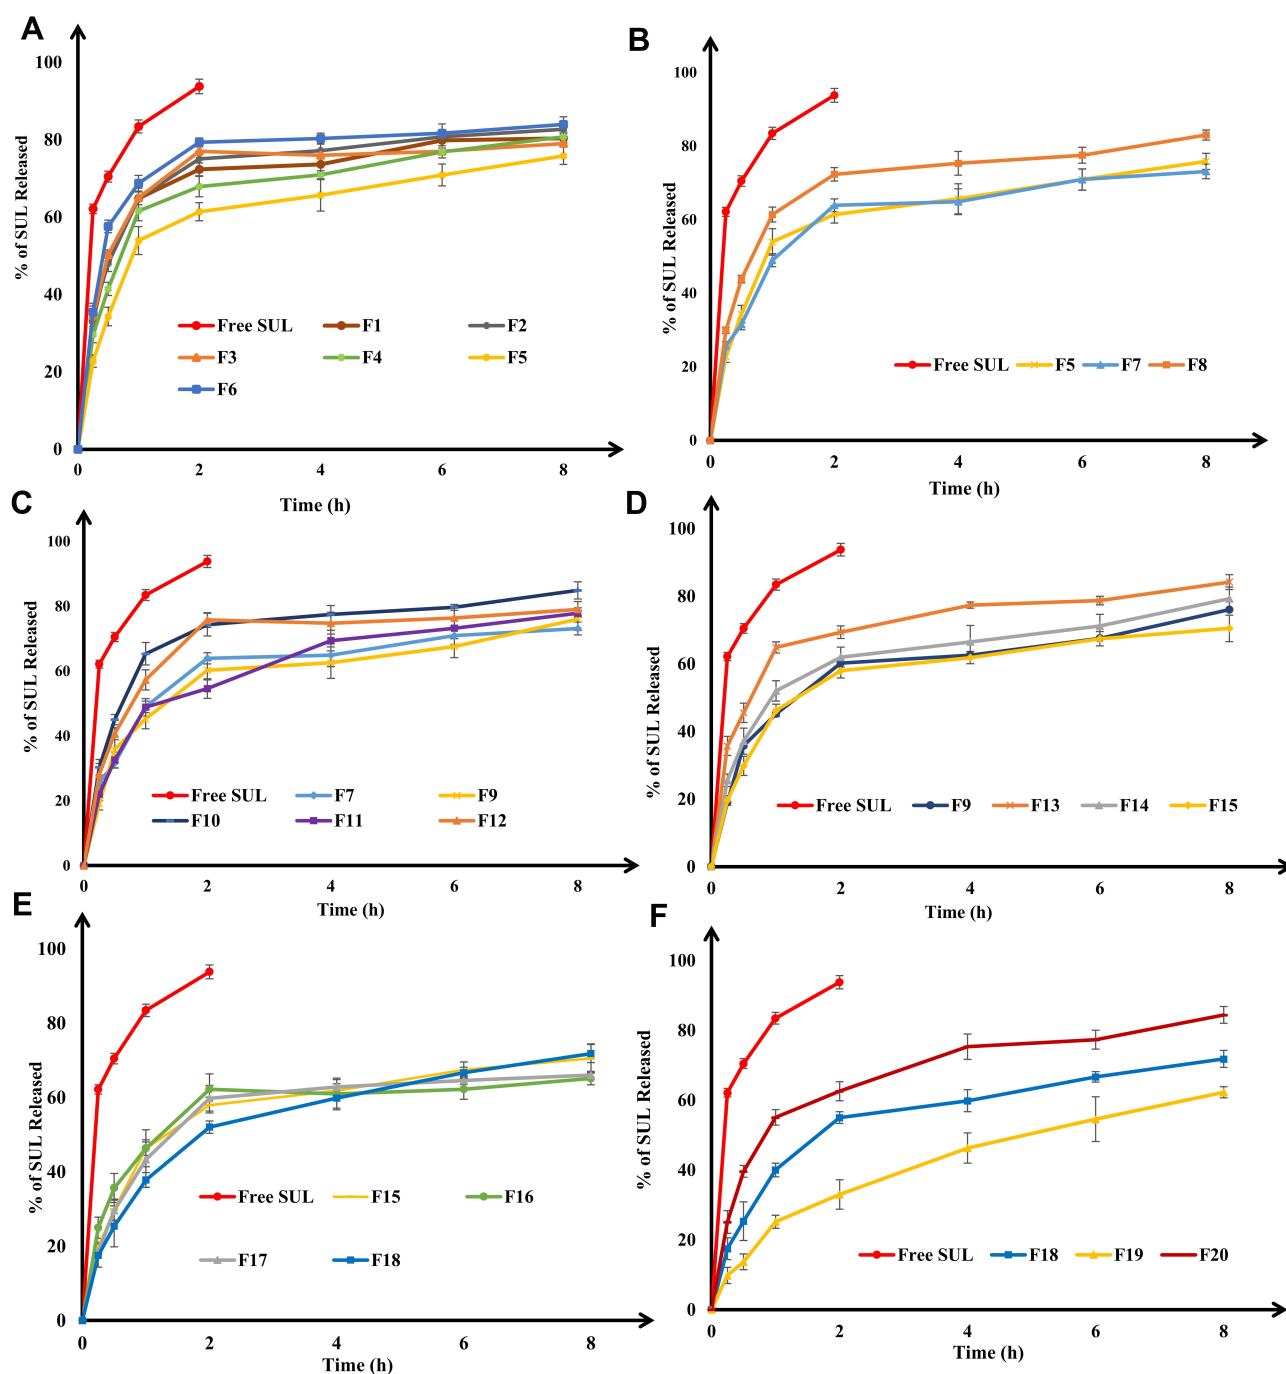 A
% of SUL Released
100
80
60
40
20
0
0 2 4 6 8
Time (h)
Free SUL F1 F2
F3 F4 F5
F6
B
% of SUL Released
100
80
60
40
20
0
0 2 4 6 8
Time (h)
Free SUL F5 F7 F8
C
% of SUL Released
100
80
60
40
20
0
0 2 4 6 8
Time (h)
Free SUL F7 F9
F10 F11 F12
D
% of SUL Released
100
80
60
40
20
0
0 2 4 6 8
Time (h)
Free SUL F9 F13 F14 F15
E
% of SUL Released
100
80
60
40
20
0
0 2 4 6 8
Time (h)
Free SUL F15 F16
F17 F18
F
% of SUL Released
100
80
60
40
20
0
0 2 4 6 8
Time (h)
Free SUL F18 F19 F20